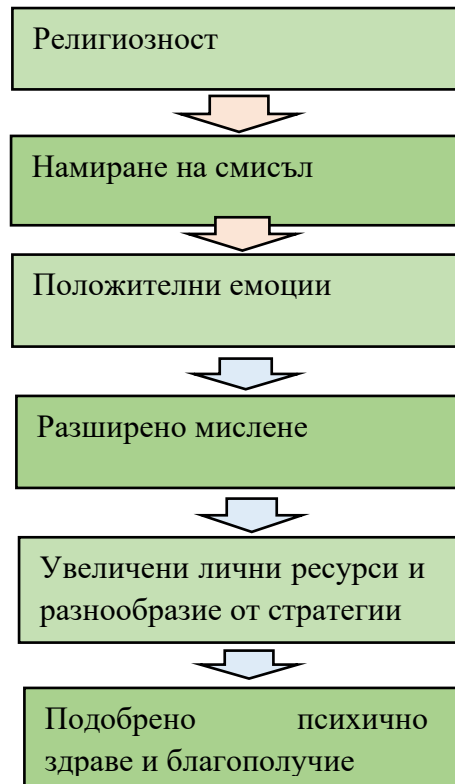 Религиозност
Намиране на смисъл
Положителни емоции
Разширено мислене
Увеличени лични ресурси и
разнообразие от стратегии
Подобрено психично
здраве и благополучие